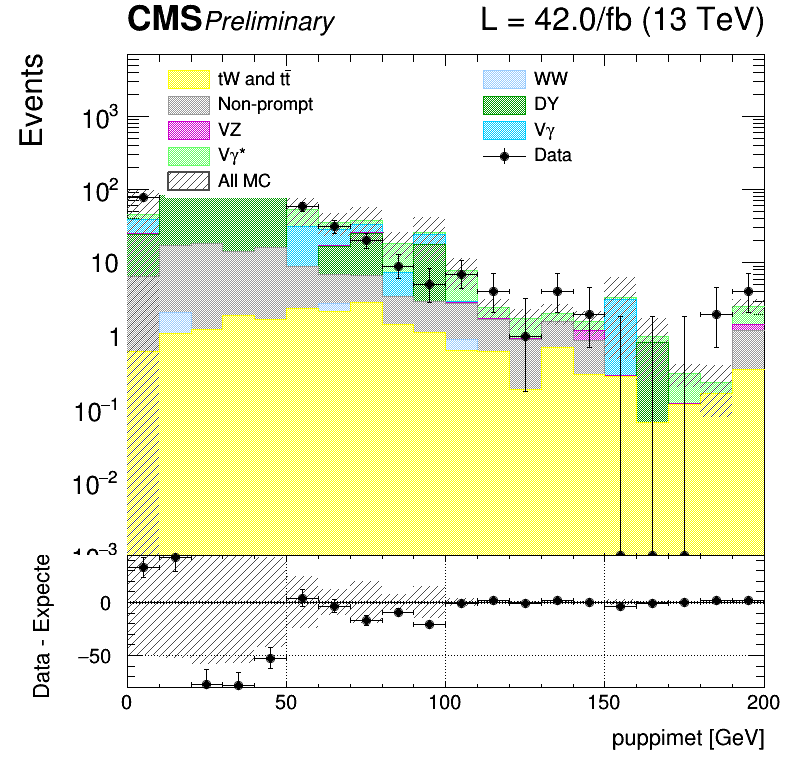 CMS Preliminary L = 42.0/fb (13 TeV)
Events
tW and tt̄
Non-prompt
VZ
Vγ*
All MC
WW
DY
Vγ
Data
10³
10²
10
1
10⁻¹
10⁻²
10⁻³
Data - Expecte
0
−50
0 50 100 150 200
puppimet [GeV]